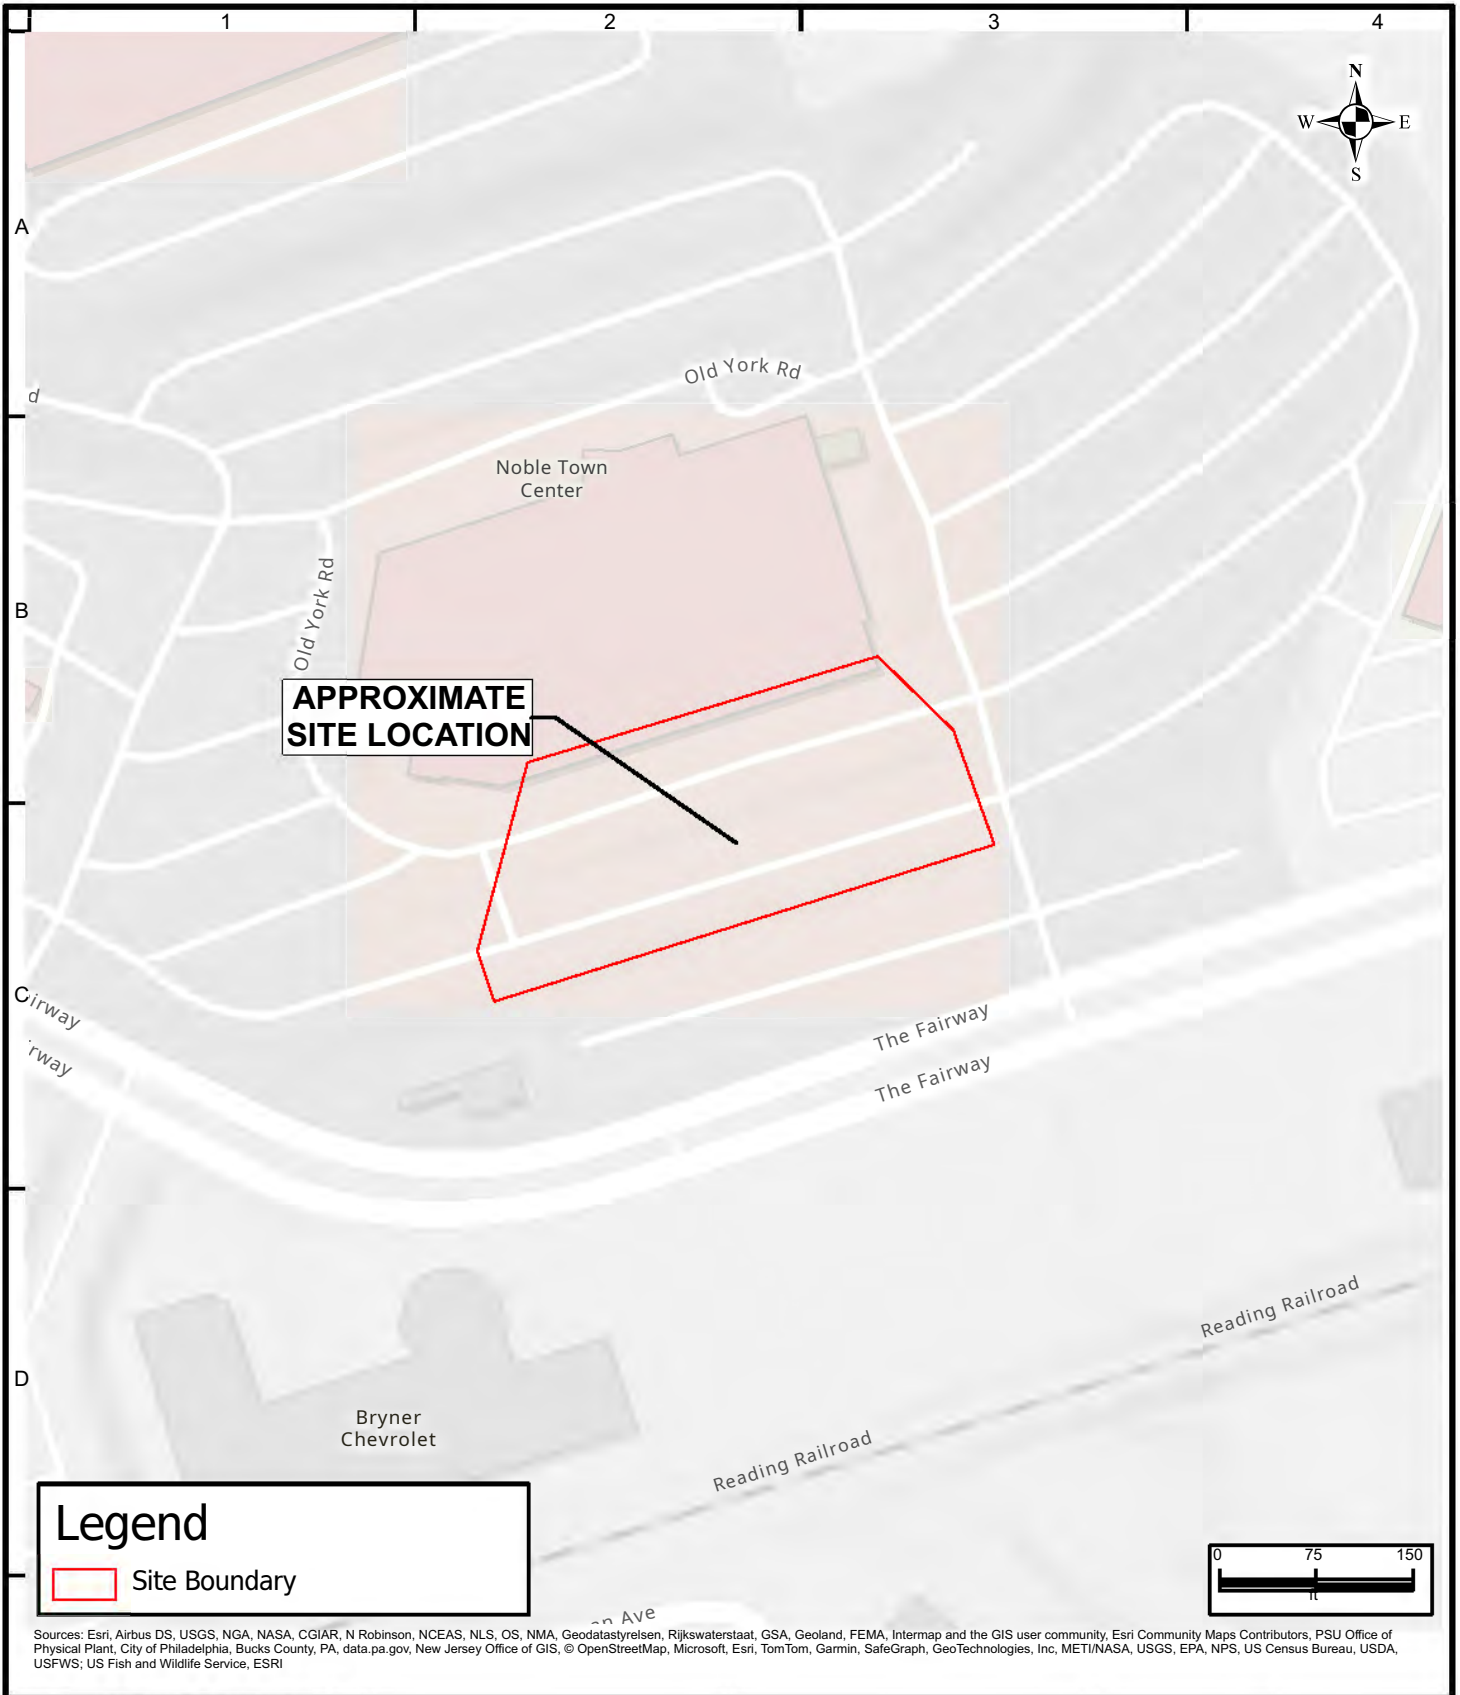 1
2
3
4
N
W
E
S
A
Old York Rd
d
Noble Town
Center
B
Old York Rd
APPROXIMATE
SITE LOCATION
C
irway
rway
The Fairway
The Fairway
Reading Railroad
D
Bryner
Chevrolet
Reading Railroad
Legend
Site Boundary
0 75 150
ft
on Ave
Sources: Esri, Airbus DS, USGS, NGA, NASA, CGIAR, N Robinson, NCEAS, NLS, OS, NMA, Geodatastyrelsen, Rijkswaterstaat, GSA, Geoland, FEMA, Intermap and the GIS user community, Esri Community Maps Contributors, PSU Office of
Physical Plant, City of Philadelphia, Bucks County, PA, data.pa.gov, New Jersey Office of GIS, © OpenStreetMap, Microsoft, Esri, TomTom, Garmin, SafeGraph, GeoTechnologies, Inc, METI/NASA, USGS, EPA, NPS, US Census Bureau, USDA,
USFWS; US Fish and Wildlife Service, ESRI